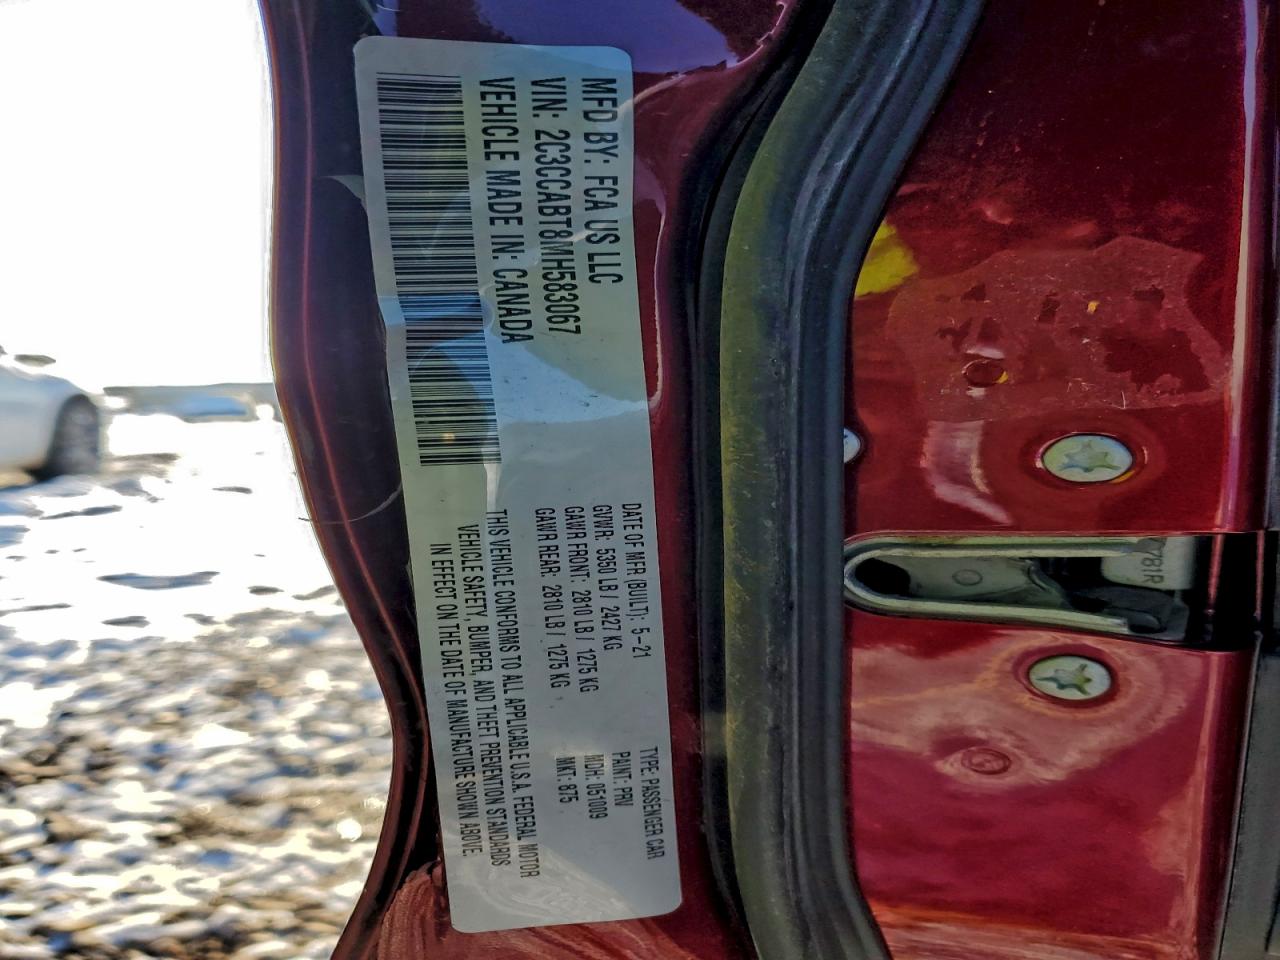 MFD BY: FCA US LLC
VIN: 2C3CCABT8MH583067
VEHICLE MADE IN: CANADA
DATE OF MFR (BUILT): 5-21
GVWR: 5350 LB / 2427 KG
GAWR FRONT: 2810 LB / 1275 KG
GAWR REAR: 2810 LB / 1275 KG
TYPE: PASSENGER CAR
PAINT: PRV
MDH: 051009
MKT: 875
THIS VEHICLE CONFORMS TO ALL APPLICABLE U.S.A. FEDERAL MOTOR
VEHICLE SAFETY, BUMPER, AND THEFT PREVENTION STANDARDS
IN EFFECT ON THE DATE OF MANUFACTURE SHOWN ABOVE.